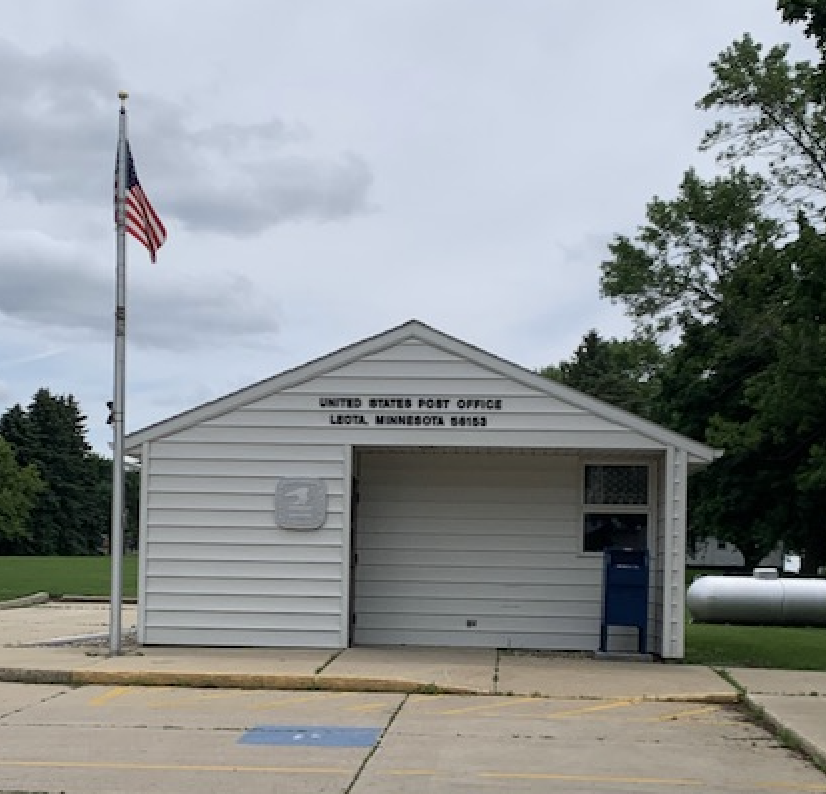 UNITED STATES POST OFFICE
LEOTA, MINNESOTA 56153